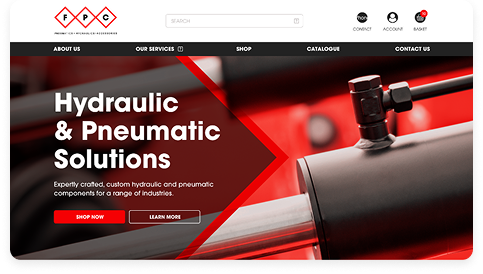 FPC
SEARCH
CONTACT
ACCOUNT
BASKET
ABOUT US
OUR SERVICES
SHOP
CATALOGUE
CONTACT US
Hydraulic
& Pneumatic
Solutions
Expertly crafted, custom hydraulic and pneumatic
components for a range of industries.
SHOP NOW
LEARN MORE